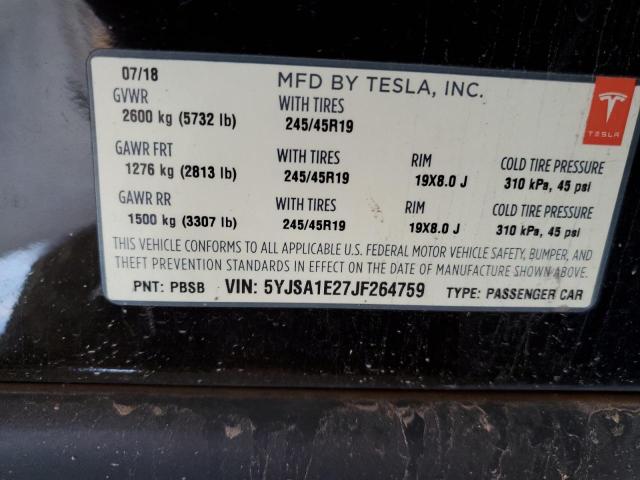 07/18 MFD BY TESLA, INC.
GVWR WITH TIRES
2600 kg (5732 lb) 245/45R19
TESLA
GAWR FRT WITH TIRES RIM COLD TIRE PRESSURE
1276 kg (2813 lb) 245/45R19 19X8.0 J 310 kPa, 45 psi
GAWR RR WITH TIRES RIM COLD TIRE PRESSURE
1500 kg (3307 lb) 245/45R19 19X8.0 J 310 kPa, 45 psi
THIS VEHICLE CONFORMS TO ALL APPLICABLE U.S. FEDERAL MOTOR VEHICLE SAFETY, BUMPER, AND
THEFT PREVENTION STANDARDS IN EFFECT ON THE DATE OF MANUFACTURE SHOWN ABOVE.
PNT: PBSB VIN: 5YJSA1E27JF264759 TYPE: PASSENGER CAR